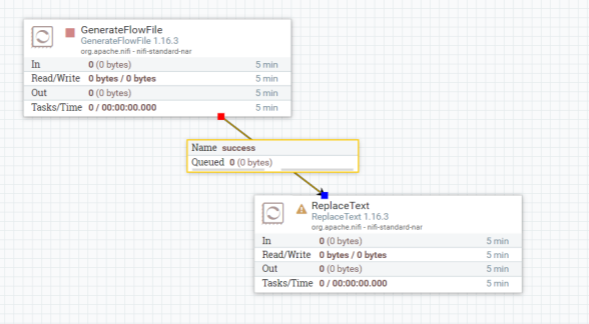 GenerateFlowFile
GenerateFlowFile 1.16.3
org.apache.nifi - nifi-standard-nar
In 0 (0 bytes) 5 min
Read/Write 0 bytes / 0 bytes 5 min
Out 0 (0 bytes) 5 min
Tasks/Time 0 / 00:00:00.000 5 min
Name success
Queued 0 (0 bytes)
ReplaceText
ReplaceText 1.16.3
org.apache.nifi - nifi-standard-nar
In 0 (0 bytes) 5 min
Read/Write 0 bytes / 0 bytes 5 min
Out 0 (0 bytes) 5 min
Tasks/Time 0 / 00:00:00.000 5 min